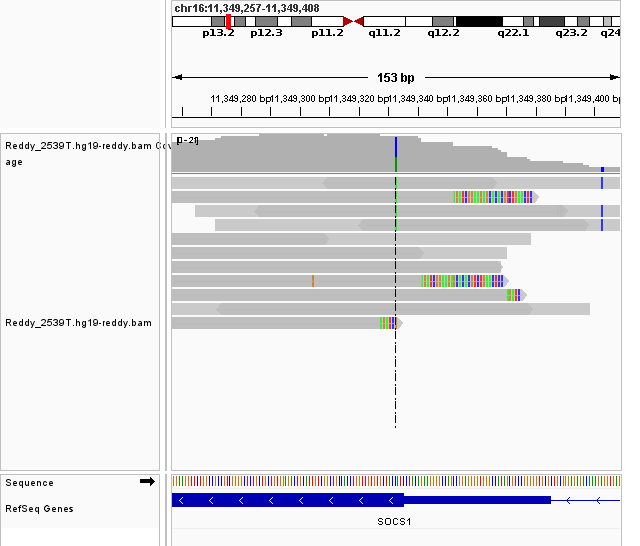 chr16:11,349,257-11,349,408
p13.2 p12.3 p11.2 q11.2 q12.2 q22.1 q23.2 q24
153 bp
11,349,280 bp 11,349,300 bp 11,349,320 bp 11,349,340 bp 11,349,360 bp 11,349,380 bp 11,349,400 bp
Reddy_2539T.hg19-reddy.bam Cov
age
[0 - 21]
Reddy_2539T.hg19-reddy.bam
Sequence
RefSeq Genes
SOCS1